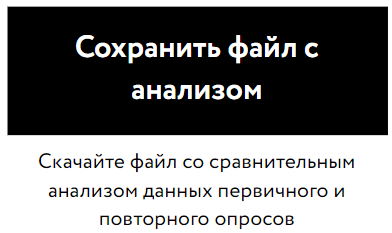 Сохранить файл с
анализом
Скачайте файл со сравнительным
анализом данных первичного и
повторного опросов